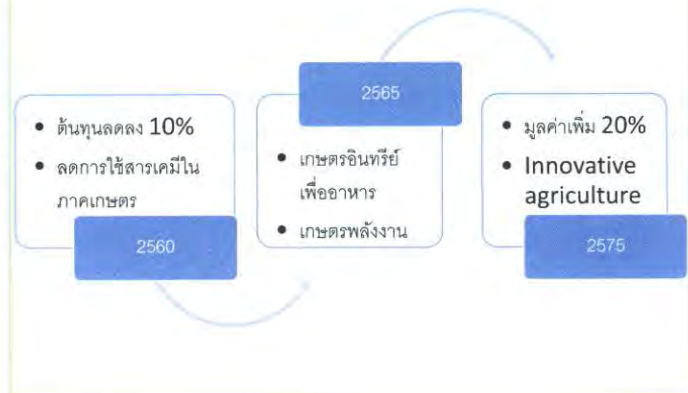 • ต้นทุนลดลง 10%
• ลดการใช้สารเคมีใน
ภาคเกษตร
2560
2565
• เกษตรอินทรีย์
เพื่ออาหาร
• เกษตรพลังงาน
• มูลค่าเพิ่ม 20%
• Innovative
agriculture
2575